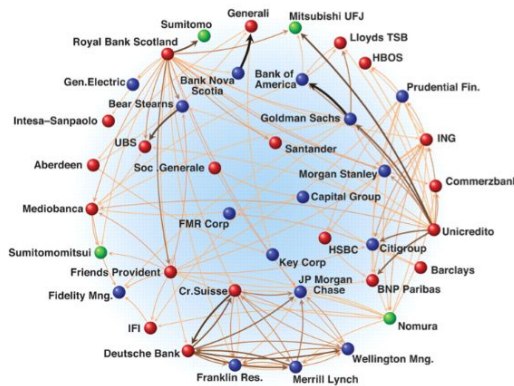 Generali
Sumitomo
Mitsubishi UFJ
Royal Bank Scotland
Lloyds TSB
HBOS
Gen.Electric
Bank Nova
Scotia
Bank of
America
Prudential Fin.
Bear Stearns
Goldman Sachs
Intesa-Sanpaolo
UBS
Santander
ING
Aberdeen
Soc .Generale
Morgan Stanley
Commerzbank
Mediobanca
Capital Group
FMR Corp
Unicredito
Sumitomomitsui
HSBC
Citigroup
Key Corp
Friends Provident
Barclays
Cr.Suisse
JP Morgan
Chase
BNP Paribas
Fidelity Mng.
IFI
Nomura
Deutsche Bank
Wellington Mng.
Franklin Res.
Merrill Lynch